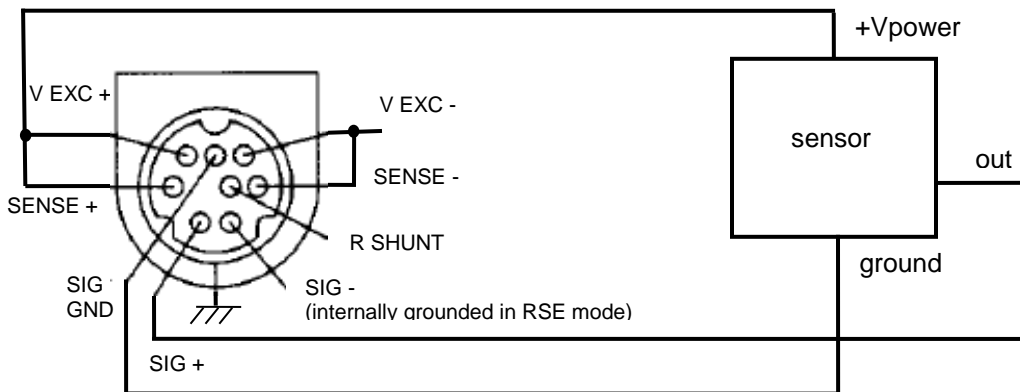 +Vpower
V EXC +
V EXC -
sensor
out
SENSE -
SENSE +
R SHUNT
ground
SIG
GND
SIG -
(internally grounded in RSE mode)
SIG +